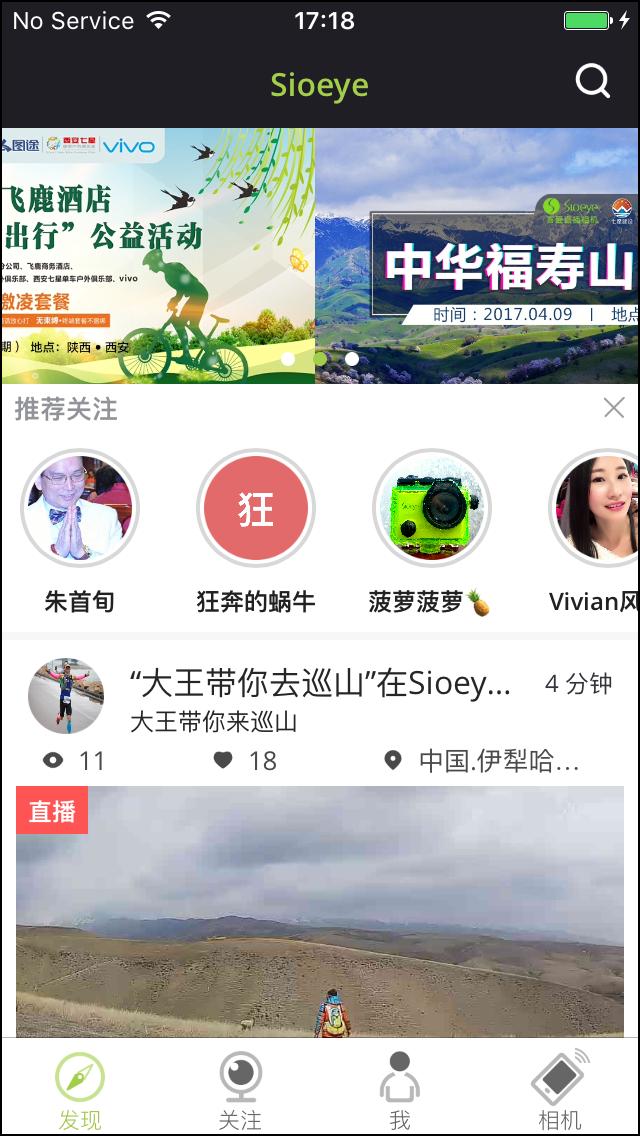 No Service 17:18
Sioeye
图途 西安七星 vivo
飞鹿酒店
出行”公益活动
分公司、飞鹿商务酒店、
外俱乐部、西安七星单车户外俱乐部、vivo
激凌套餐
期） 地点：陕西•西安
Sioeye
中华福寿山
时间：2017.04.09 | 地点
推荐关注
狂
朱首旬 狂奔的蜗牛 菠萝菠萝🍍 Vivian风
“大王带你去巡山”在Sioey... 4 分钟
大王带你来巡山
11 18 中国.伊犁哈...
直播
发现 关注 我 相机